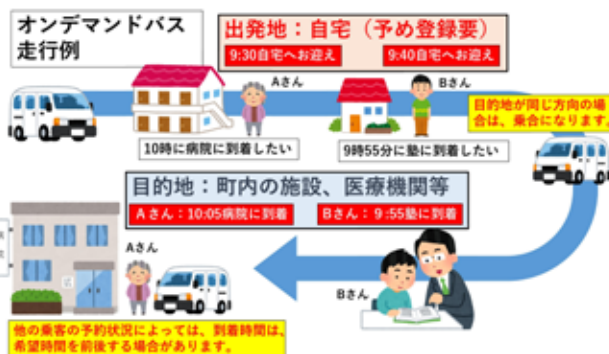 オンデマンドバス
走行例
出発地：自宅（予め登録要）
9:30自宅へお迎え
9:40自宅へお迎え
Aさん
Bさん
10時に病院に到着したい
9時55分に塾に到着したい
目的地が同じ方向の場
合は、乗合になります。
目的地：町内の施設、医療機関等
Aさん：10:05病院に到着
Bさん：9:55塾に到着
Aさん
Bさん
他の乗客の予約状況によっては、到着時間は、
希望時間を前後する場合があります。